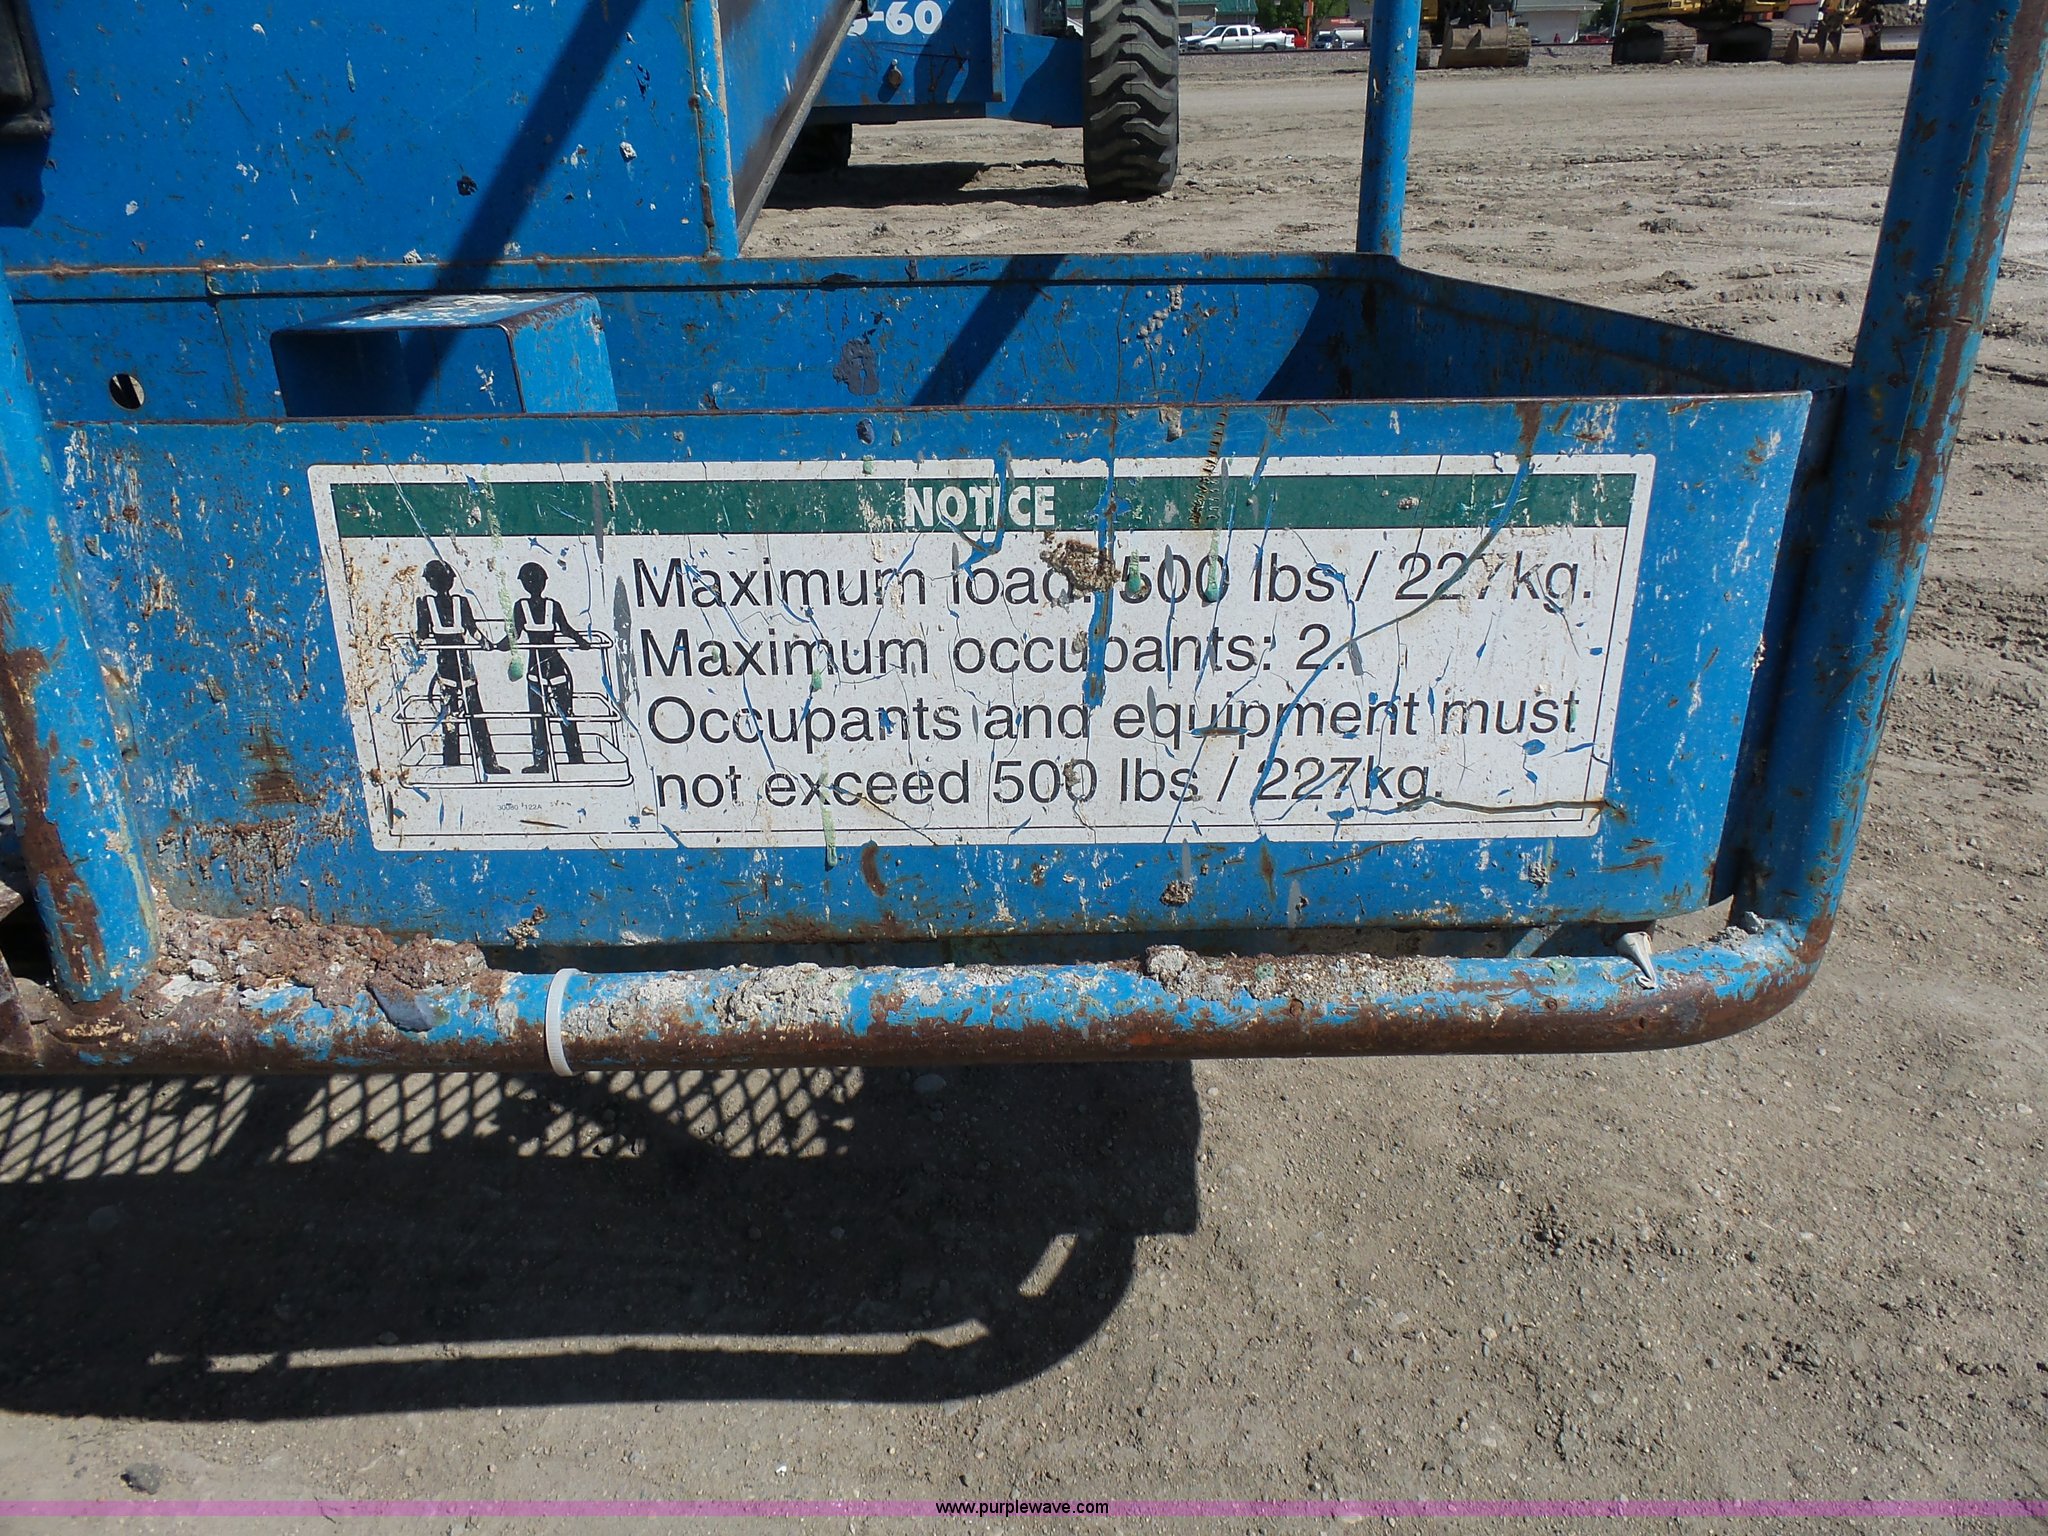 -60
NOTICE
Maximum load: 500 lbs / 227kg.
Maximum occupants: 2.
Occupants and equipment must
not exceed 500 lbs / 227kg.
www.purplewave.com